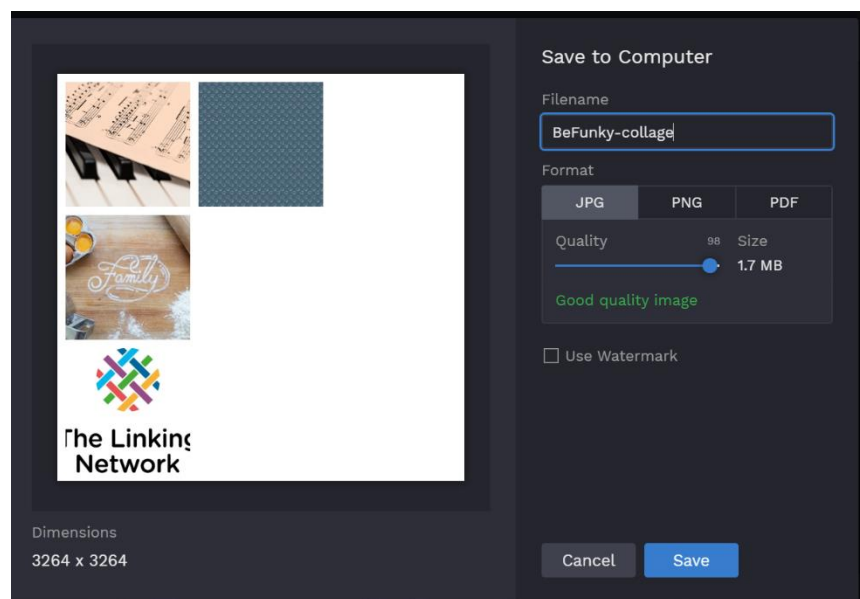 Family
The Linking
Network
Dimensions
3264 x 3264
Save to Computer
Filename
BeFunky-collage
Format
JPG PNG PDF
Quality 98 Size
1.7 MB
Good quality image
Use Watermark
Cancel Save